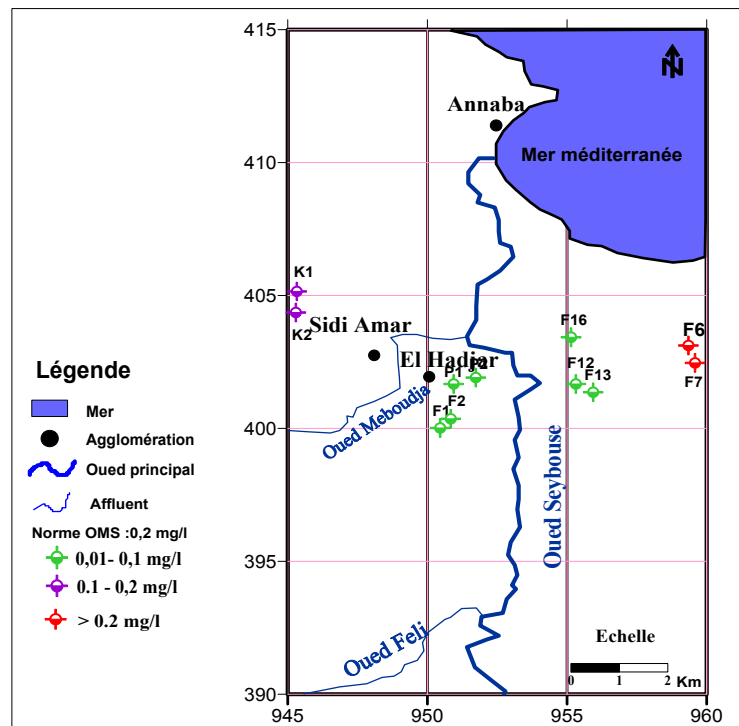 415
410
405
400
395
390
945
950
955
960
N
Annaba
Mer méditerranée
K1
K2
Sidi Amar
El Hadjar
P1
F2
F1
F16
F12
F13
F6
F7
Oued Meboudja
Oued Seybouse
Oued Feli
Echelle
0 1 2 Km
Légende
Mer
Agglomération
Oued principal
Affluent
Norme OMS :0,2 mg/l
0,01- 0,1 mg/l
0.1 - 0,2 mg/l
> 0.2 mg/l